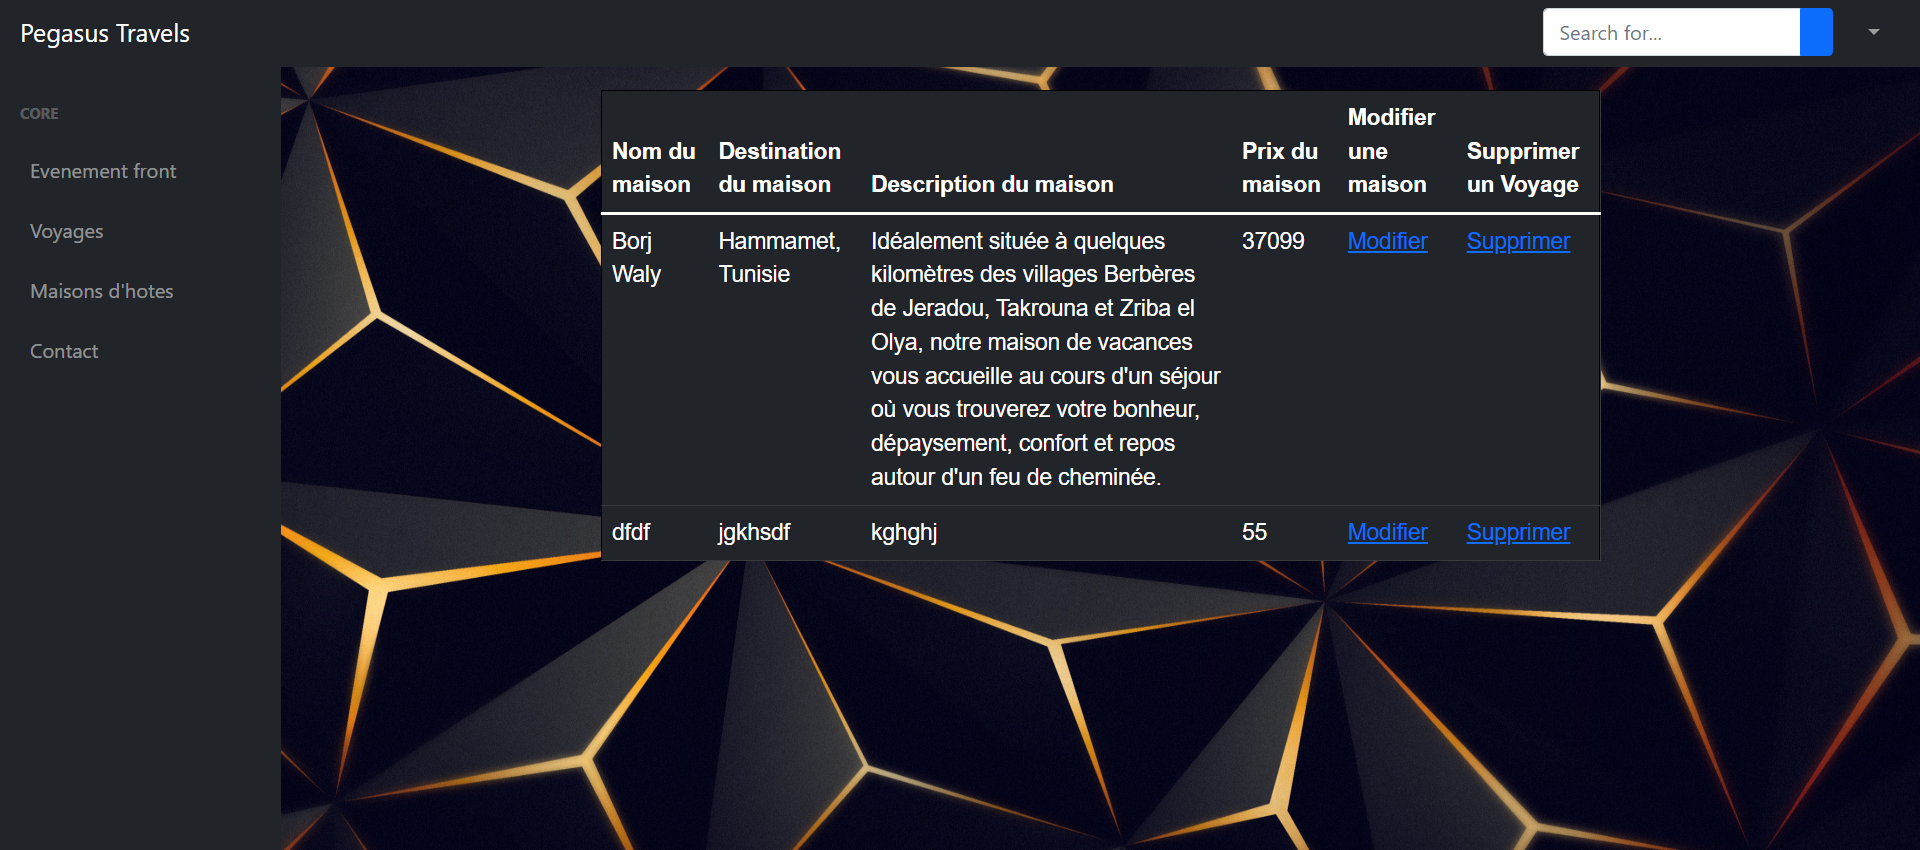 Pegasus Travels
Search for...
CORE
Evenement front
Voyages
Maisons d'hotes
Contact
Nom du
maison
Destination
du maison
Description du maison
Prix du
maison
Modifier
une
maison
Supprimer
un Voyage
Borj
Waly
Hammamet,
Tunisie
Idéalement située à quelques
kilomètres des villages Berbères
de Jeradou, Takrouna et Zriba el
Olya, notre maison de vacances
vous accueille au cours d'un séjour
où vous trouverez votre bonheur,
dépaysement, confort et repos
autour d'un feu de cheminée.
37099
Modifier
Supprimer
dfdf
jgkhsdf
kghghj
55
Modifier
Supprimer